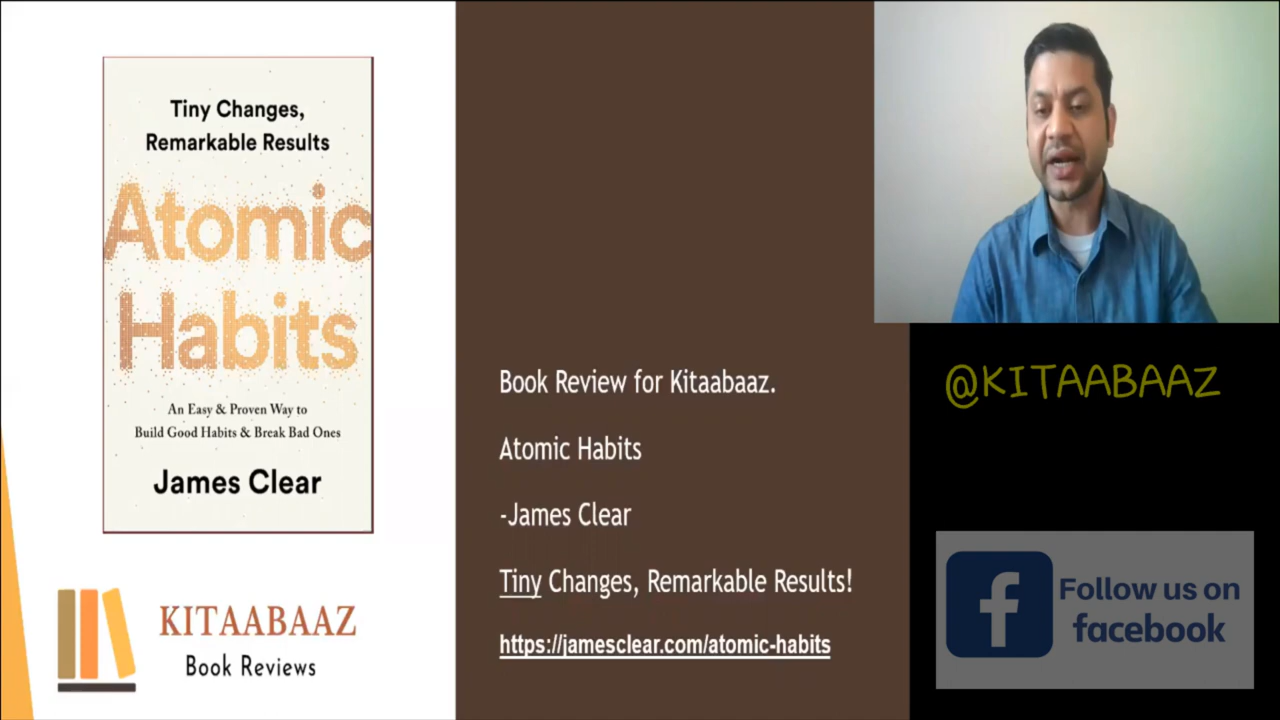 Tiny Changes,
Remarkable Results
Atomic
Habits
An Easy & Proven Way to
Build Good Habits & Break Bad Ones
James Clear
KITAABAAZ
Book Reviews
Book Review for Kitaabaaz.
Atomic Habits
-James Clear
Tiny Changes, Remarkable Results!
https://jamesclear.com/atomic-habits
@KITAABAAZ
f
Follow us on
facebook